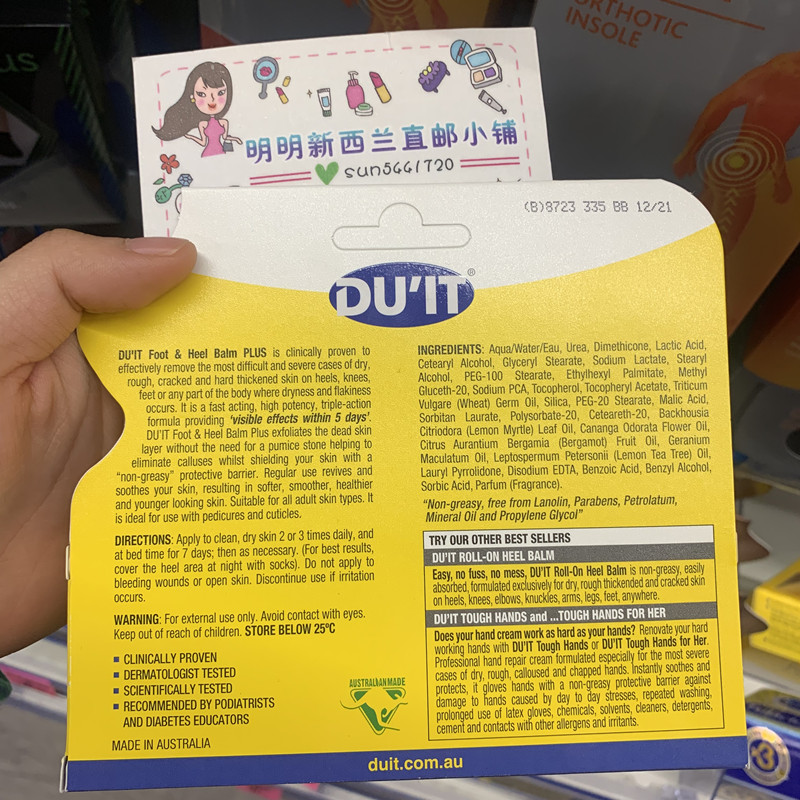 ORTHOTIC
INSOLE
us
明明新西兰直邮小铺
sun5661720
(B)8723 335 BB 12/21
DU'IT®
DU'IT Foot & Heel Balm PLUS is clinically proven to
effectively remove the most difficult and severe cases of dry,
rough, cracked and hard thickened skin on heels, knees,
feet or any part of the body where dryness and flakiness
occurs. It is a fast acting, high potency, triple-action
formula providing 'visible effects within 5 days'.
DU'IT Foot & Heel Balm Plus exfoliates the dead skin
layer without the need for a pumice stone helping to
eliminate calluses whilst shielding your skin with a
"non-greasy" protective barrier. Regular use revives and
soothes your skin, resulting in softer, smoother, healthier
and younger looking skin. Suitable for all adult skin types. It
is ideal for use with pedicures and cuticles.
DIRECTIONS: Apply to clean, dry skin 2 or 3 times daily, and
at bed time for 7 days; then as necessary. (For best results,
cover the heel area at night with socks). Do not apply to
bleeding wounds or open skin. Discontinue use if irritation
occurs.
WARNING: For external use only. Avoid contact with eyes.
Keep out of reach of children. STORE BELOW 25ºC
▪ CLINICALLY PROVEN
▪ DERMATOLOGIST TESTED
▪ SCIENTIFICALLY TESTED
▪ RECOMMENDED BY PODIATRISTS
AND DIABETES EDUCATORS
MADE IN AUSTRALIA
AUSTRALIAN MADE
INGREDIENTS: Aqua/Water/Eau, Urea, Dimethicone, Lactic Acid,
Cetearyl Alcohol, Glyceryl Stearate, Sodium Lactate, Stearyl
Alcohol, PEG-100 Stearate, Ethylhexyl Palmitate, Methyl
Gluceth-20, Sodium PCA, Tocopherol, Tocopheryl Acetate, Triticum
Vulgare (Wheat) Germ Oil, Silica, PEG-20 Stearate, Malic Acid,
Sorbitan Laurate, Polysorbate-20, Ceteareth-20, Backhousia
Citriodora (Lemon Myrtle) Leaf Oil, Cananga Odorata Flower Oil,
Citrus Aurantium Bergamia (Bergamot) Fruit Oil, Geranium
Maculatum Oil, Leptospermum Petersonii (Lemon Tea Tree) Oil,
Lauryl Pyrrolidone, Disodium EDTA, Benzoic Acid, Benzyl Alcohol,
Sorbic Acid, Parfum (Fragrance).
"Non-greasy, free from Lanolin, Parabens, Petrolatum,
Mineral Oil and Propylene Glycol"
TRY OUR OTHER BEST SELLERS
DU'IT ROLL-ON HEEL BALM
Easy, no fuss, no mess, DU'IT Roll-On Heel Balm is non-greasy, easily
absorbed, formulated exclusively for dry, rough thickened and cracked skin
on heels, knees, elbows, knuckles, arms, legs, feet, anywhere.
DU'IT TOUGH HANDS and ...TOUGH HANDS FOR HER
Does your hand cream work as hard as your hands? Renovate your hard
working hands with DU'IT Tough Hands or DU'IT Tough Hands for Her.
Professional hand repair cream formulated especially for the most severe
cases of dry, rough, calloused and chapped hands. Instantly soothes and
protects, it gloves hands with a non-greasy protective barrier against
damage to hands caused by day to day stresses, repeated washing,
prolonged use of latex gloves, chemicals, solvents, cleaners, detergents,
cement and contacts with other allergens and irritants.
duit.com.au
3